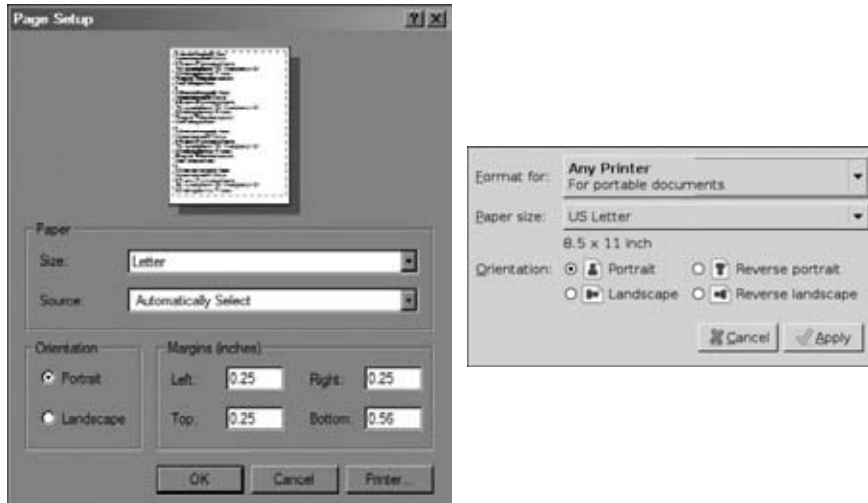 Page Setup
Paper
Size: Letter
Source: Automatically Select
Orientation
Portrait
Landscape
Margins (inches)
Left: 0.25 Right: 0.25
Top: 0.25 Bottom: 0.56
OK Cancel Printer...
Format for: Any Printer
For portable documents
Paper size: US Letter
8.5 x 11 inch
Orientation: Portrait Reverse portrait
Landscape Reverse landscape
Cancel Apply